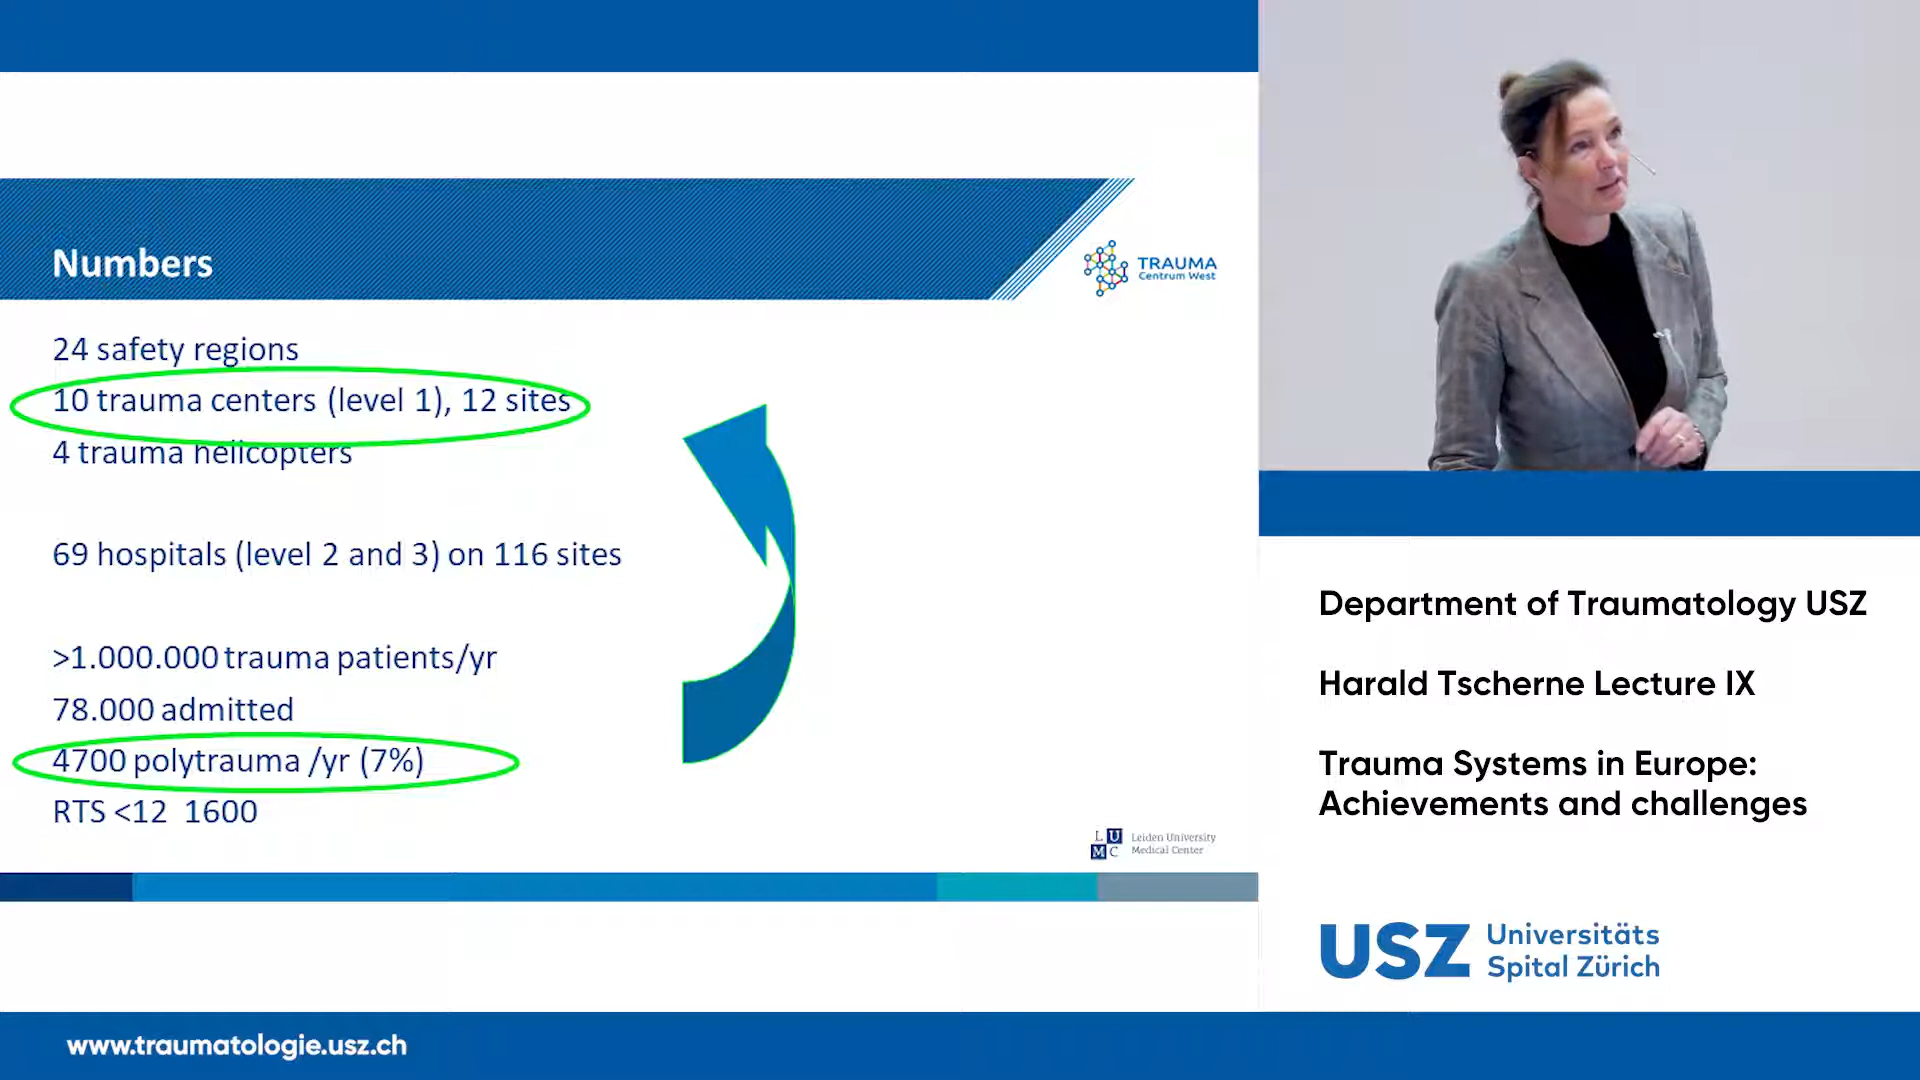 Numbers
TRAUMA
Centrum West
24 safety regions
10 trauma centers (level 1), 12 sites
4 trauma helicopters
69 hospitals (level 2 and 3) on 116 sites
>1.000.000 trauma patients/yr
78.000 admitted
4700 polytrauma /yr (7%)
RTS <12 1600
L U
M C
Leiden University
Medical Center
Department of Traumatology USZ
Harald Tscherne Lecture IX
Trauma Systems in Europe:
Achievements and challenges
USZ Universitäts
Spital Zürich
www.traumatologie.usz.ch